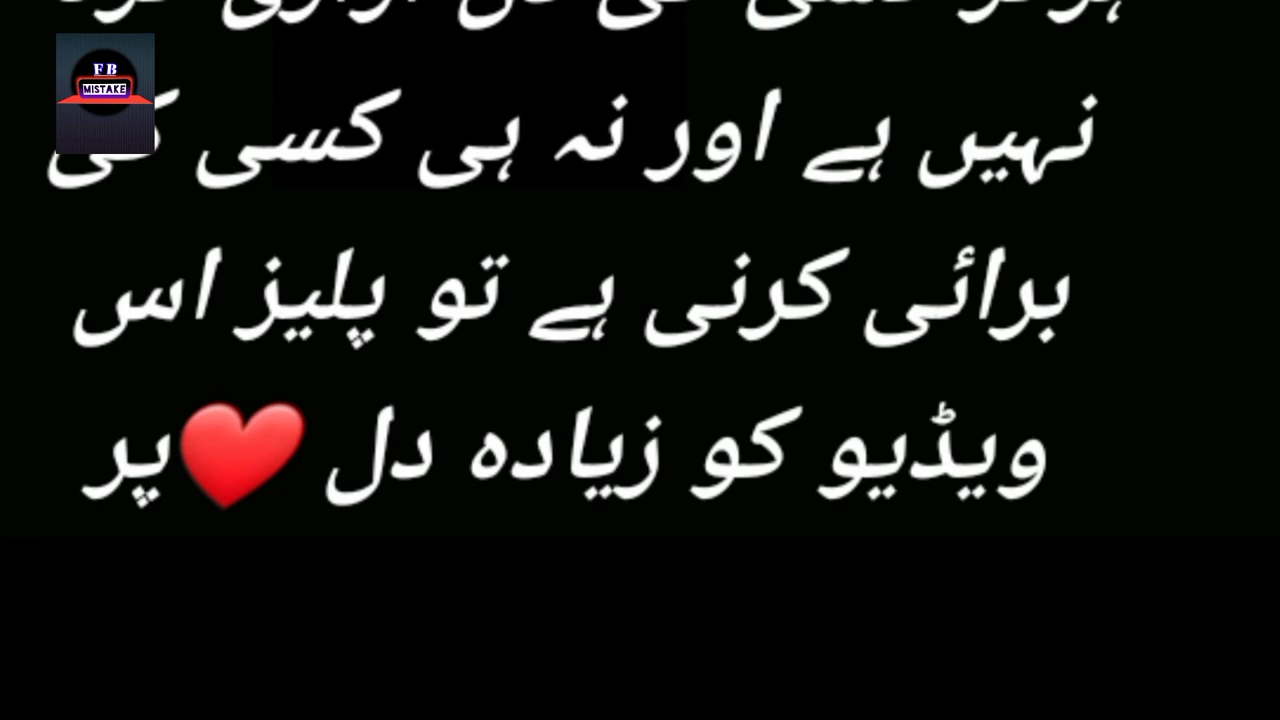 FB
MISTAKE
نہیں ہے اور نہ ہی کسی کی
برائی کرنی ہے تو پلیز اس
ویڈیو کو زیادہ دل ❤️پر